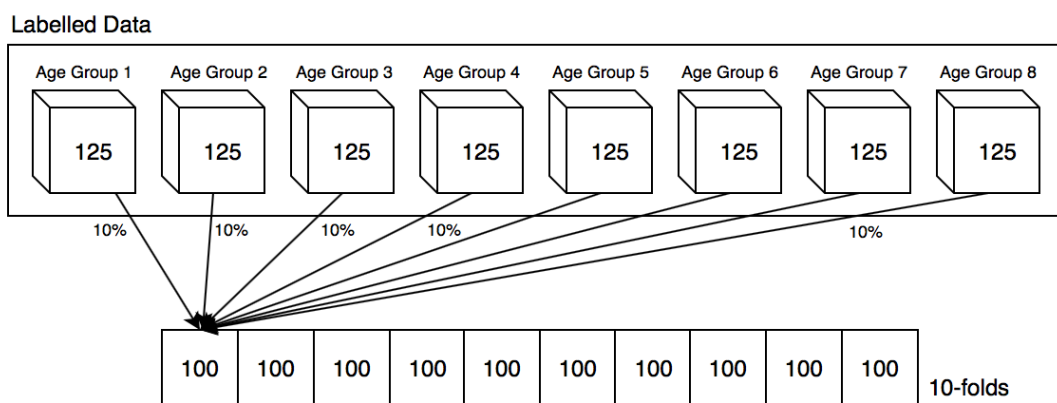 Labelled Data
Age Group 1 Age Group 2 Age Group 3 Age Group 4 Age Group 5 Age Group 6 Age Group 7 Age Group 8
125 125 125 125 125 125 125 125
10% 10% 10% 10% 10%
100 100 100 100 100 100 100 100 100 100
10-folds